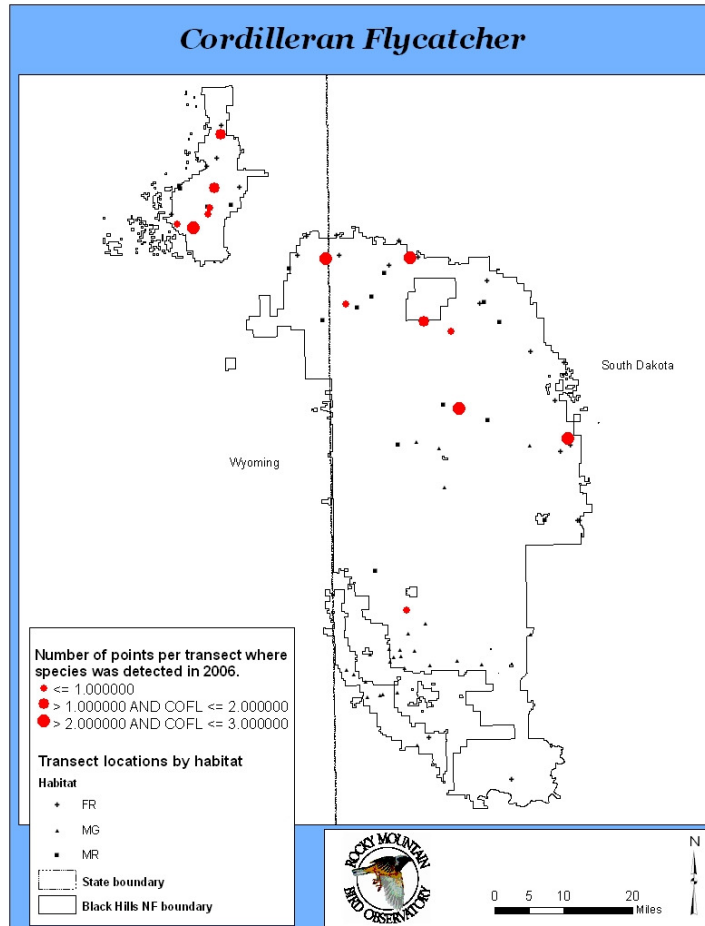 Cordilleran Flycatcher
South Dakota
Wyoming
Number of points per transect where
species was detected in 2006.
<= 1.000000
> 1.000000 AND COFL <= 2.000000
> 2.000000 AND COFL <= 3.000000
Transect locations by habitat
Habitat
FR
MG
MR
State boundary
Black Hills NF boundary
ROCKY MOUNTAIN
BIRD OBSERVATORY
N
0 5 10 20
Miles